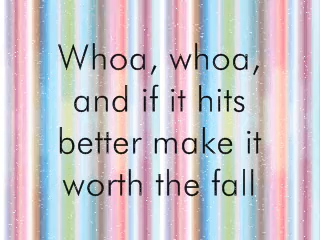 Whoa, whoa,
and if it hits
better make it
worth the fall